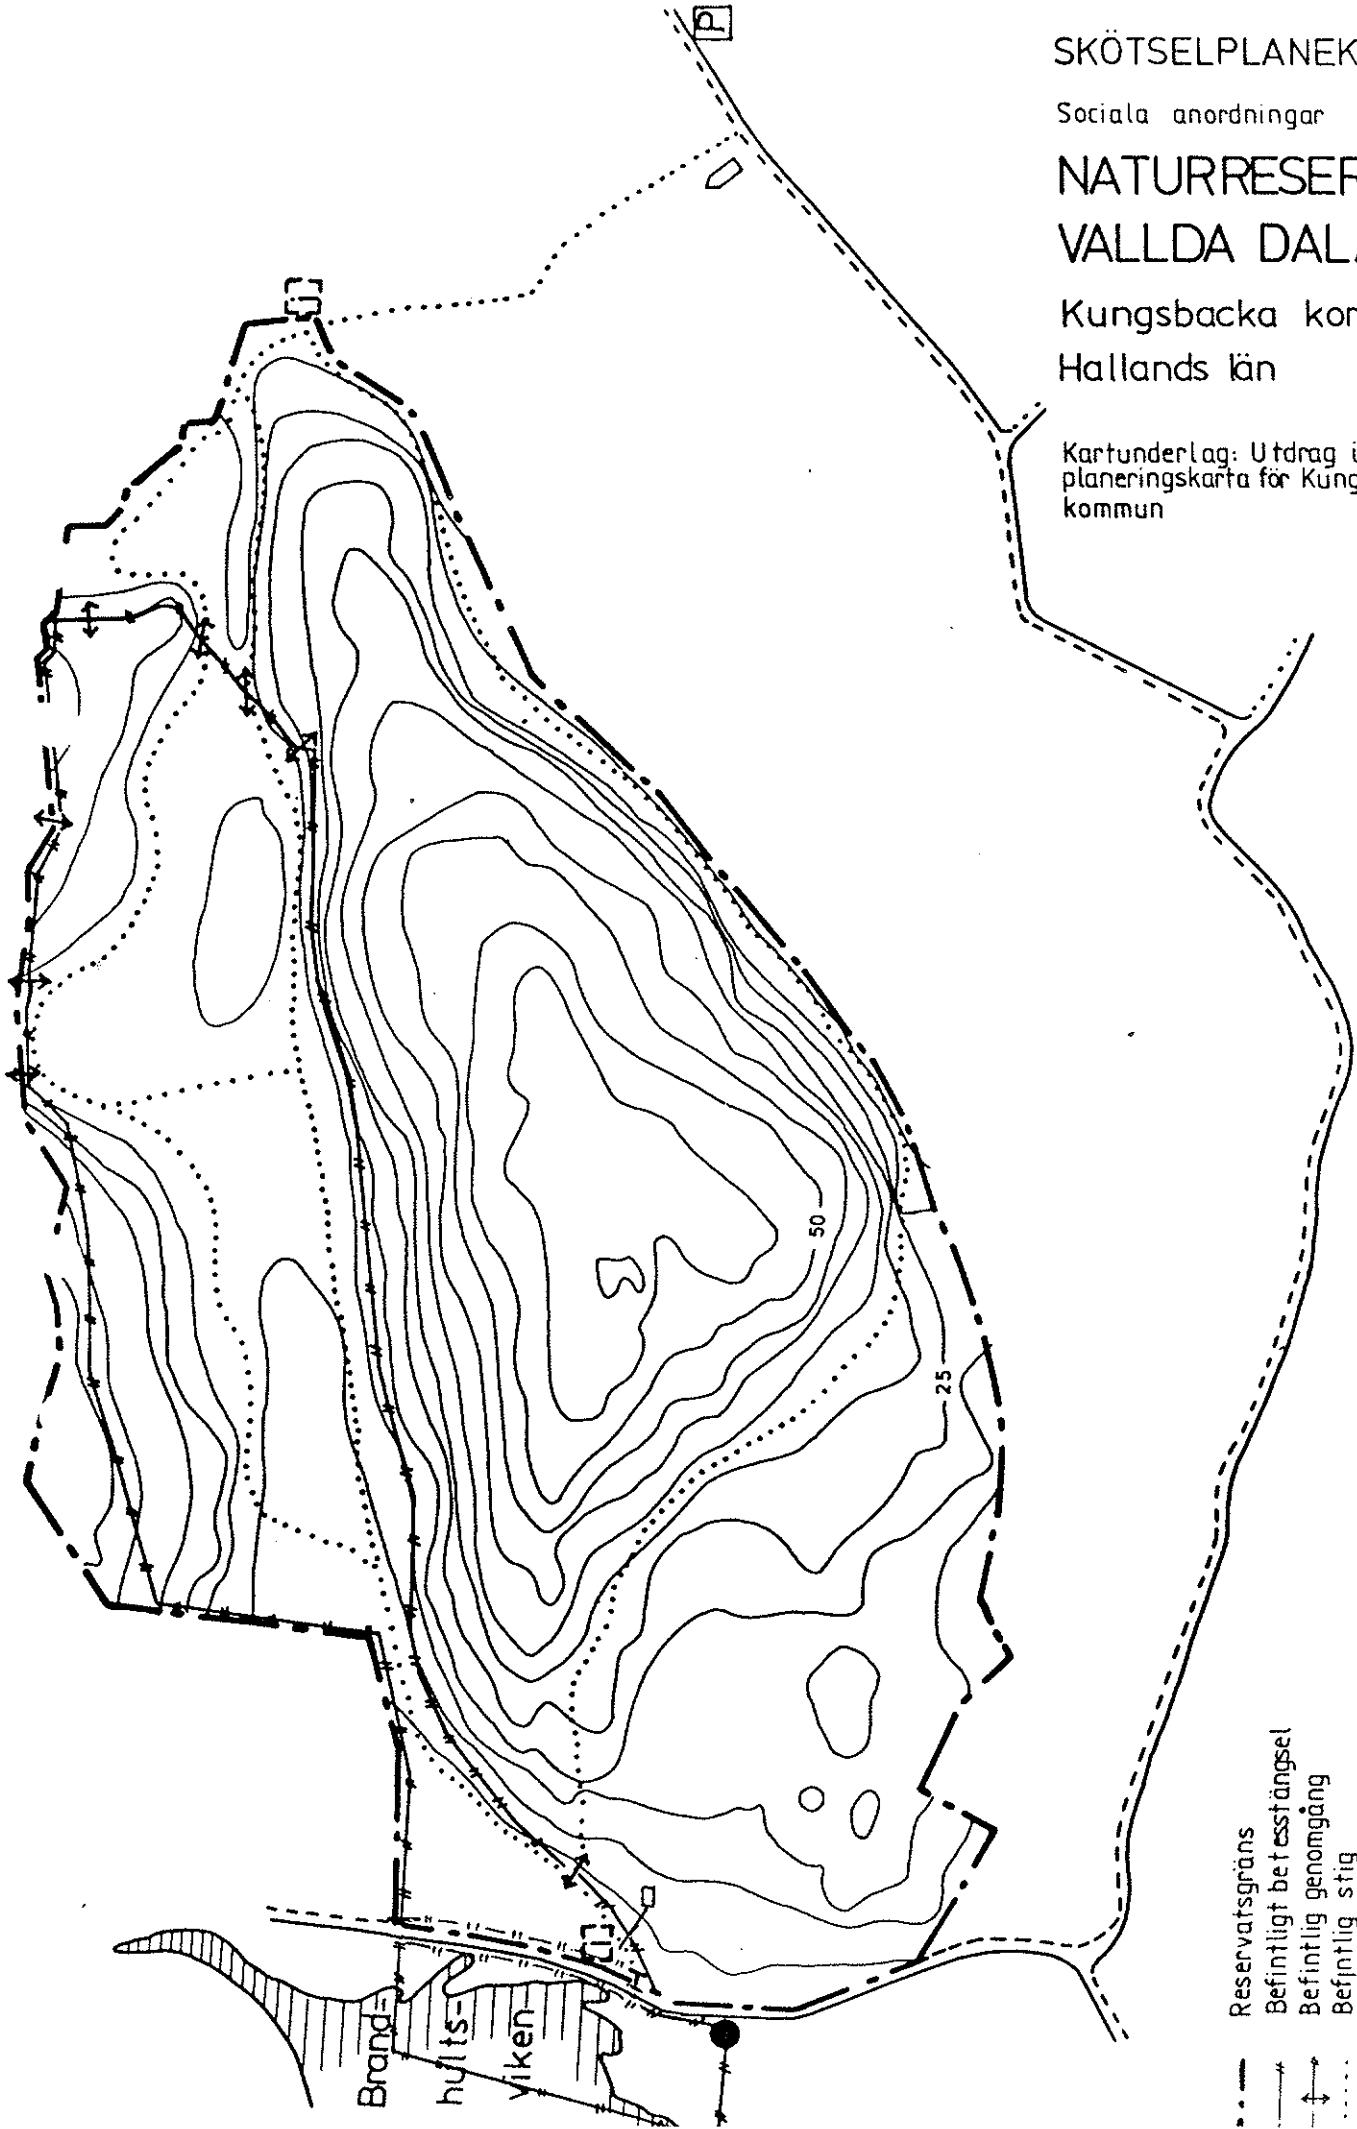 P
SKÖTSELPLANEK
Sociala anordningar
NATURRESER
VALLDA DAL
Kungsbacka kor
Hallands län
Kartunderlag: Utdrag i
planeringskarta för Kung
kommun
i
50
25
i
Brand-
hults-
viken
Reservatsgräns
Befintligt betesstängsel
Befintlig genomgång
Befintlig stig